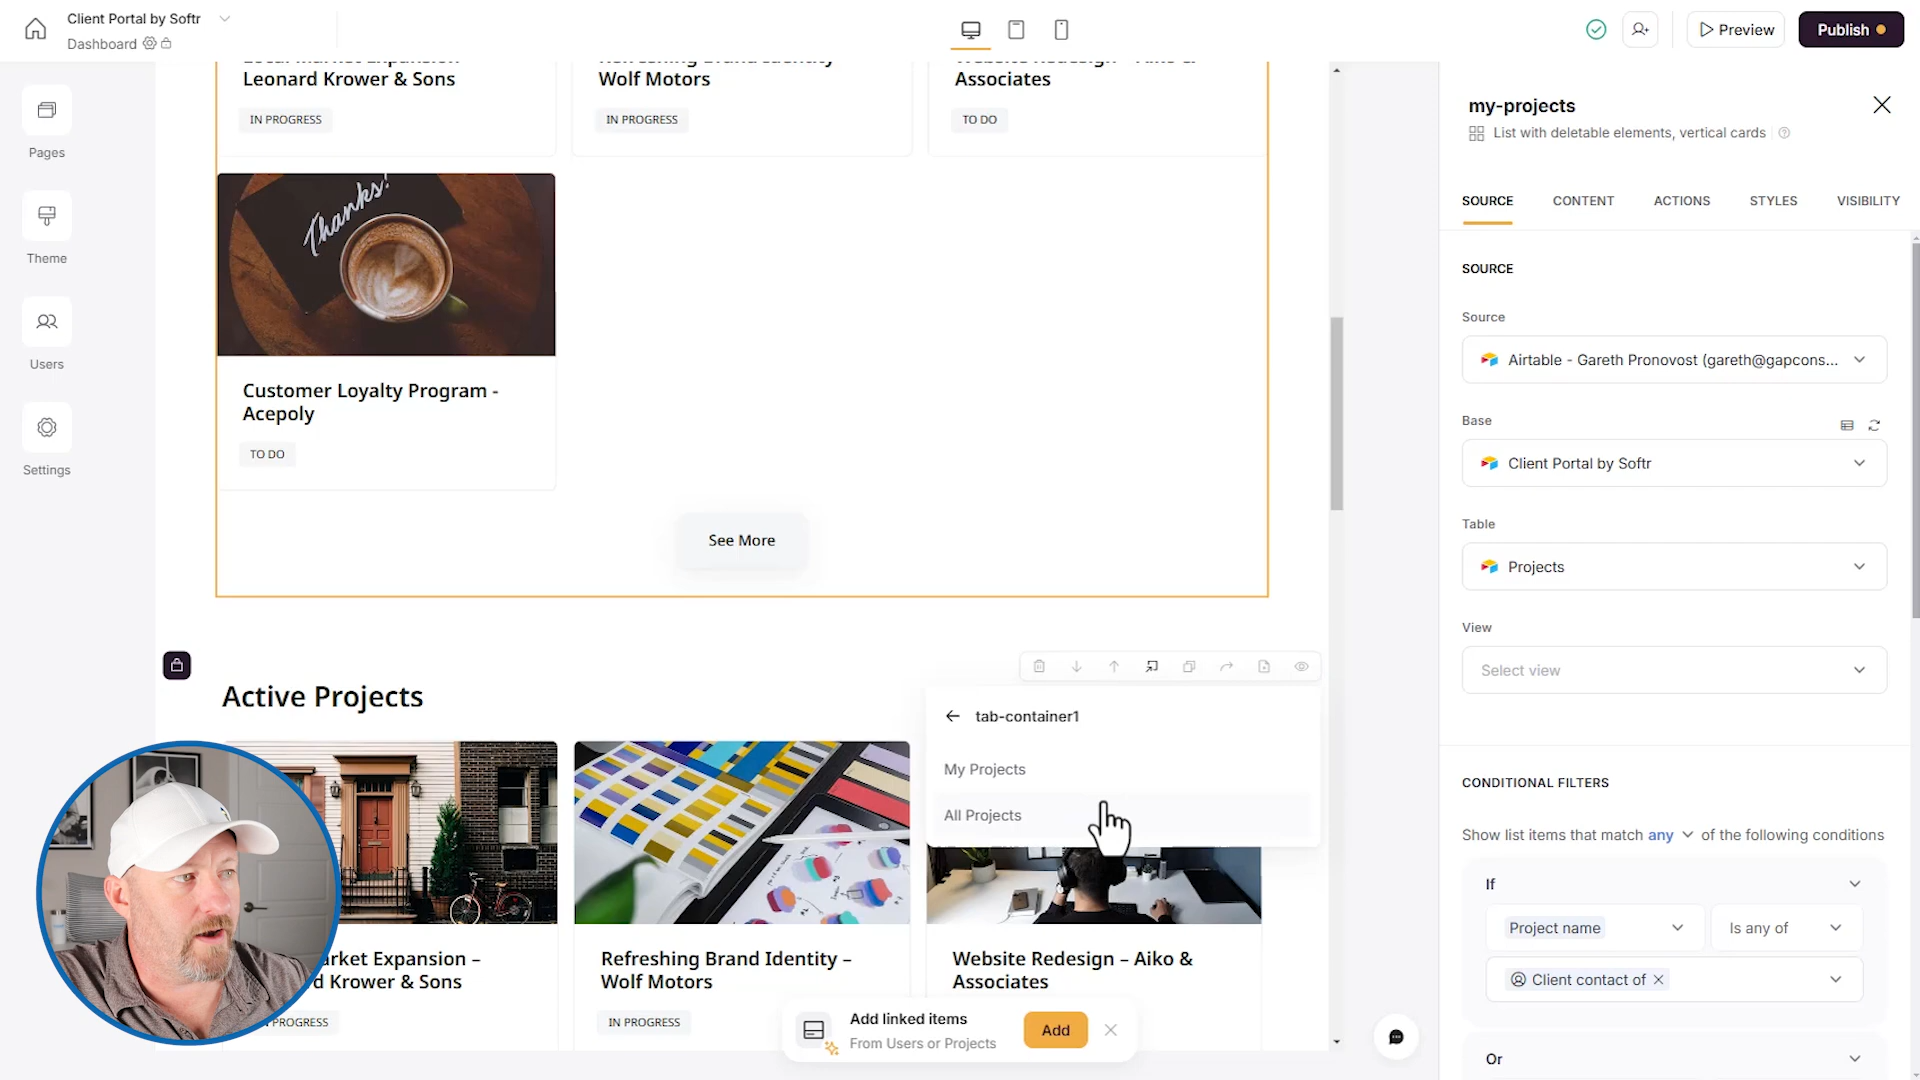 Client Portal by Softr
Dashboard
Preview
Publish
Pages
Theme
Users
Settings
Leonard Krower & Sons
IN PROGRESS
Wolf Motors
IN PROGRESS
Associates
TO DO
Thanks!
Customer Loyalty Program -
Acepoly
TO DO
See More
Active Projects
tab-container1
My Projects
All Projects
arket Expansion –
d Krower & Sons
PROGRESS
Refreshing Brand Identity –
Wolf Motors
IN PROGRESS
Website Redesign – Aiko &
Associates
Add linked items
From Users or Projects
Add
my-projects
List with deletable elements, vertical cards
SOURCE
CONTENT
ACTIONS
STYLES
VISIBILITY
SOURCE
Source
Airtable - Gareth Pronovost (gareth@gapcons...
Base
Client Portal by Softr
Table
Projects
View
Select view
CONDITIONAL FILTERS
Show list items that match any of the following conditions
If
Project name
Is any of
Client contact of
Or